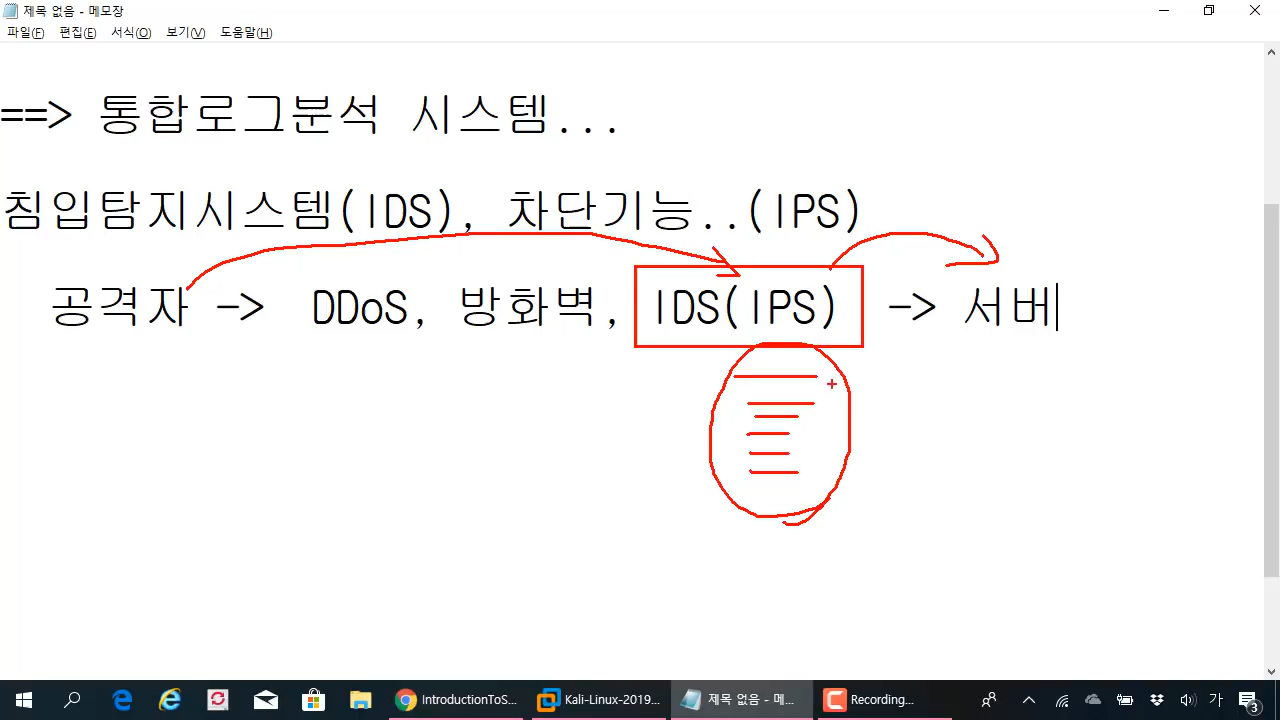 제목 없음 - 메모장
파일(F) 편집(E) 서식(O) 보기(V) 도움말(H)
==> 통합로그분석 시스템...
침입탐지시스템(IDS), 차단기능..(IPS)
공격자 -> DDoS, 방화벽, IDS(IPS) -> 서버
IntroductionToS... Kali-Linux-2019... 제목 없음 - 메... Recording... 가 3